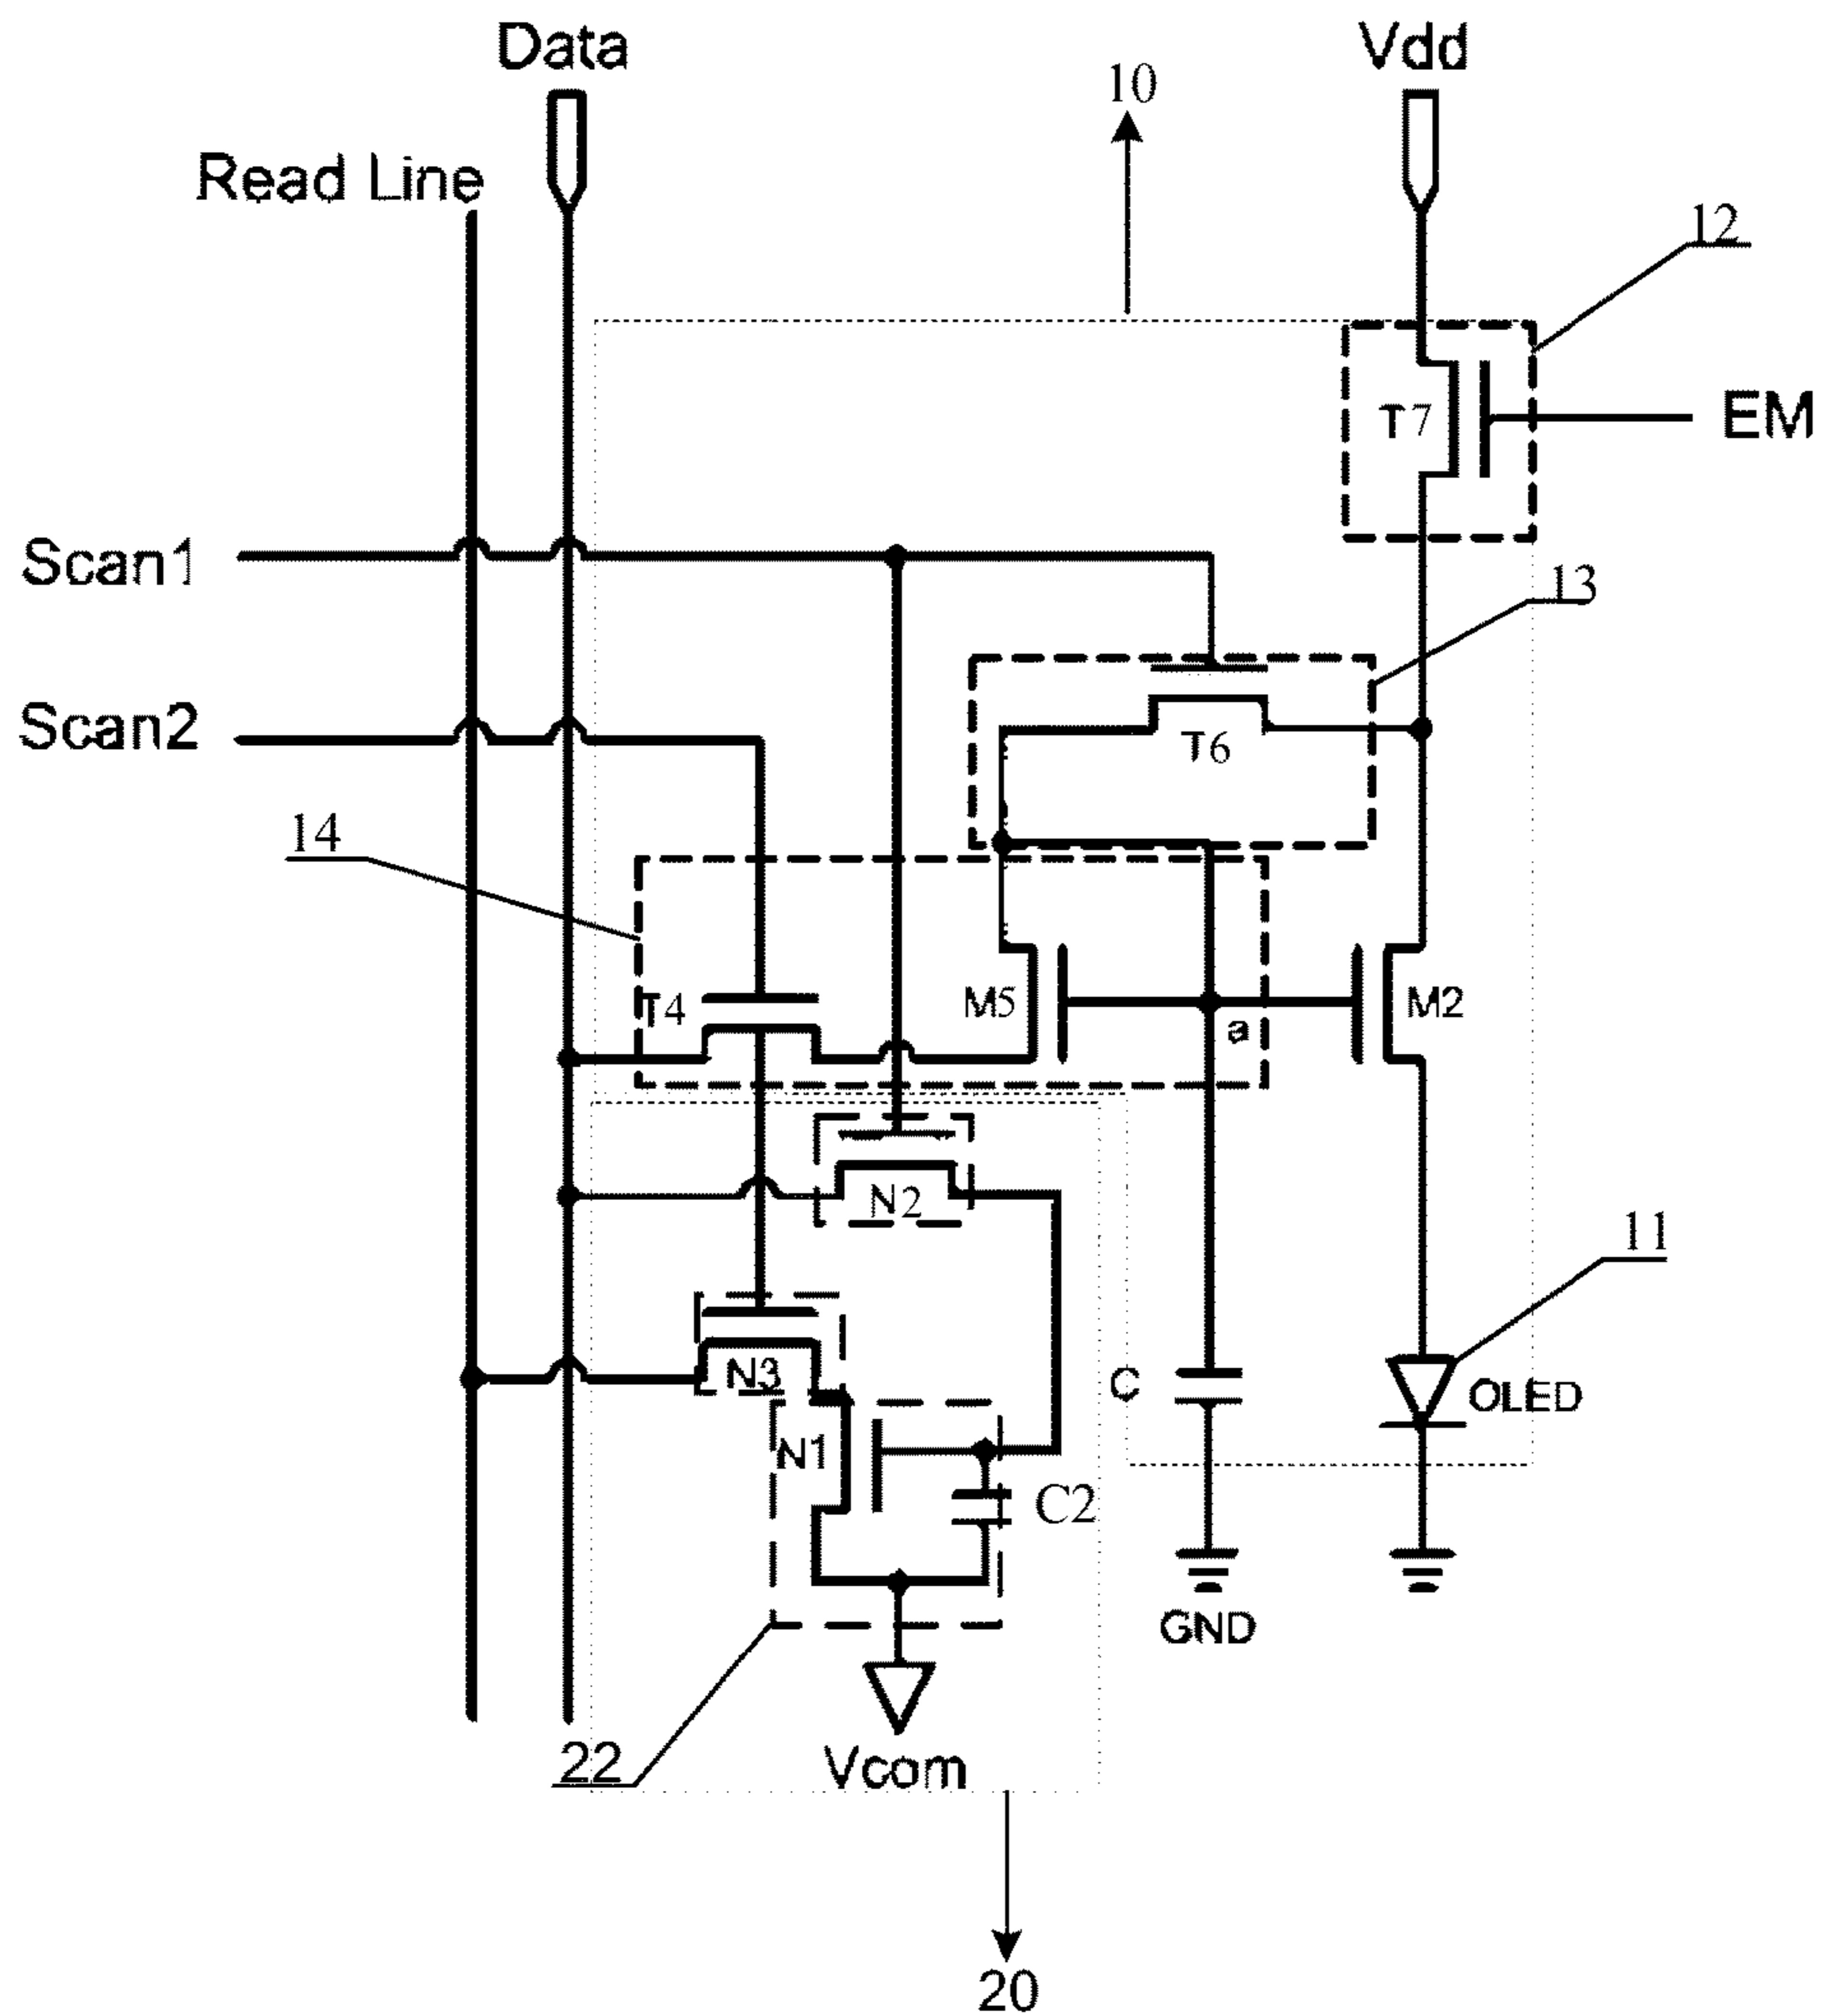 Data
Vdd
10
Read Line
12
T7
EM
Scan1
13
Scan2
T6
14
T4
M5
a
M2
N2
11
N3
C
OLED
N1
C2
GND
22
Vcom
20